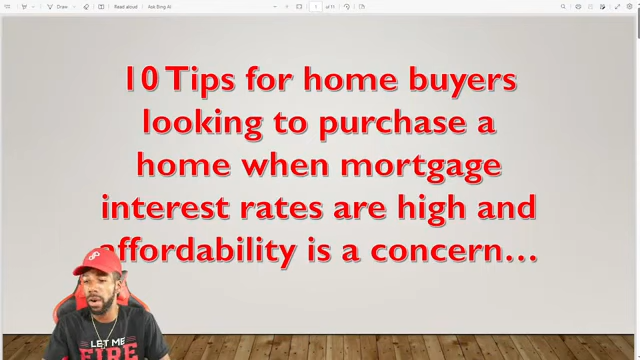 Draw
Read aloud
Ask Bing AI
1
of 11
10 Tips for home buyers
looking to purchase a
home when mortgage
interest rates are high and
affordability is a concern...
LET ME
FIRE